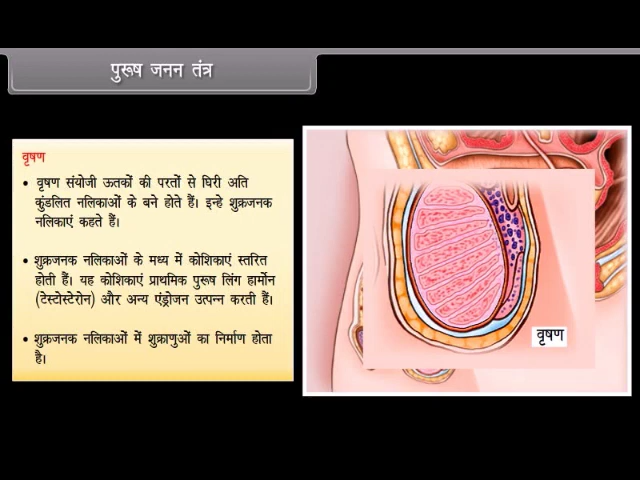 पुरूष जनन तंत्र
वृषण
• वृषण संयोजी ऊतकों की परतों से घिरी अति
कुंडलित नलिकाओं के बने होते हैं। इन्हे शुक्रजनक
नलिकाएं कहते हैं।
• शुक्रजनक नलिकाओं के मध्य में कोशिकाएं स्तरित
होती हैं। यह कोशिकाएं प्राथमिक पुरूष लिंग हार्मोन
(टेस्टोस्टेरोन) और अन्य एंड्रोजन उत्पन्न करती हैं।
• शुक्रजनक नलिकाओं में शुक्राणुओं का निर्माण होता
है।
वृषण